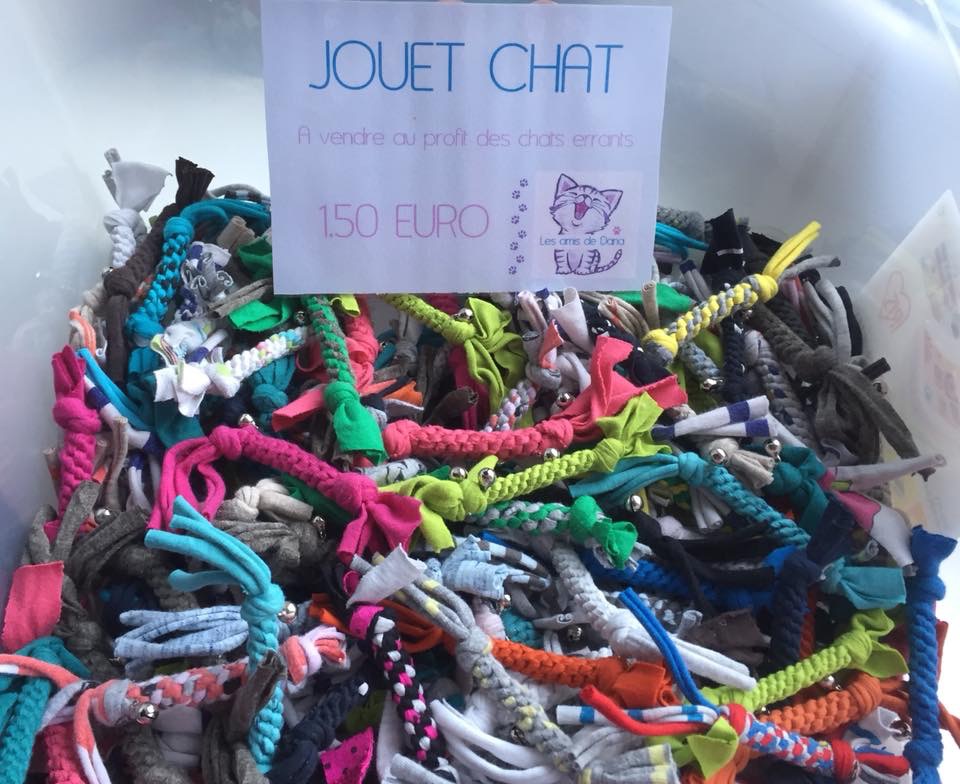 JOUET CHAT
A vendre au profit des chats errants
1.50 EURO
Les amis de Dana